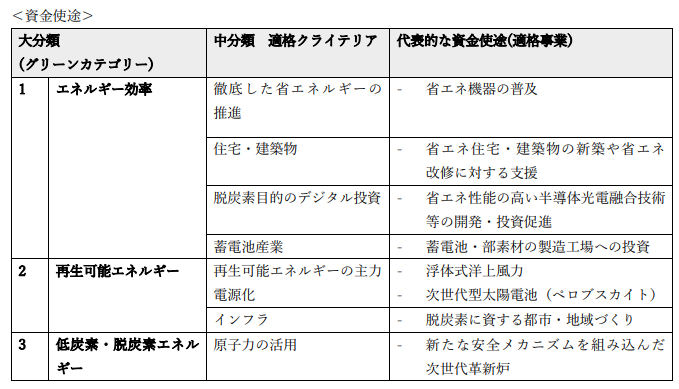 ＜資金使途＞
大分類
(グリーンカテゴリー)
中分類　適格クライテリア
代表的な資金使途(適格事業)
1
エネルギー効率
徹底した省エネルギーの
推進
- 省エネ機器の普及
住宅・建築物
- 省エネ住宅・建築物の新築や省エネ
改修に対する支援
脱炭素目的のデジタル投資
- 省エネ性能の高い半導体光電融合技術
等の開発・投資促進
蓄電池産業
- 蓄電池・部素材の製造工場への投資
2
再生可能エネルギー
再生可能エネルギーの主力
電源化
- 浮体式洋上風力
- 次世代型太陽電池（ペロブスカイト）
インフラ
- 脱炭素に資する都市・地域づくり
3
低炭素・脱炭素エネル
ギー
原子力の活用
- 新たな安全メカニズムを組み込んだ
次世代革新炉